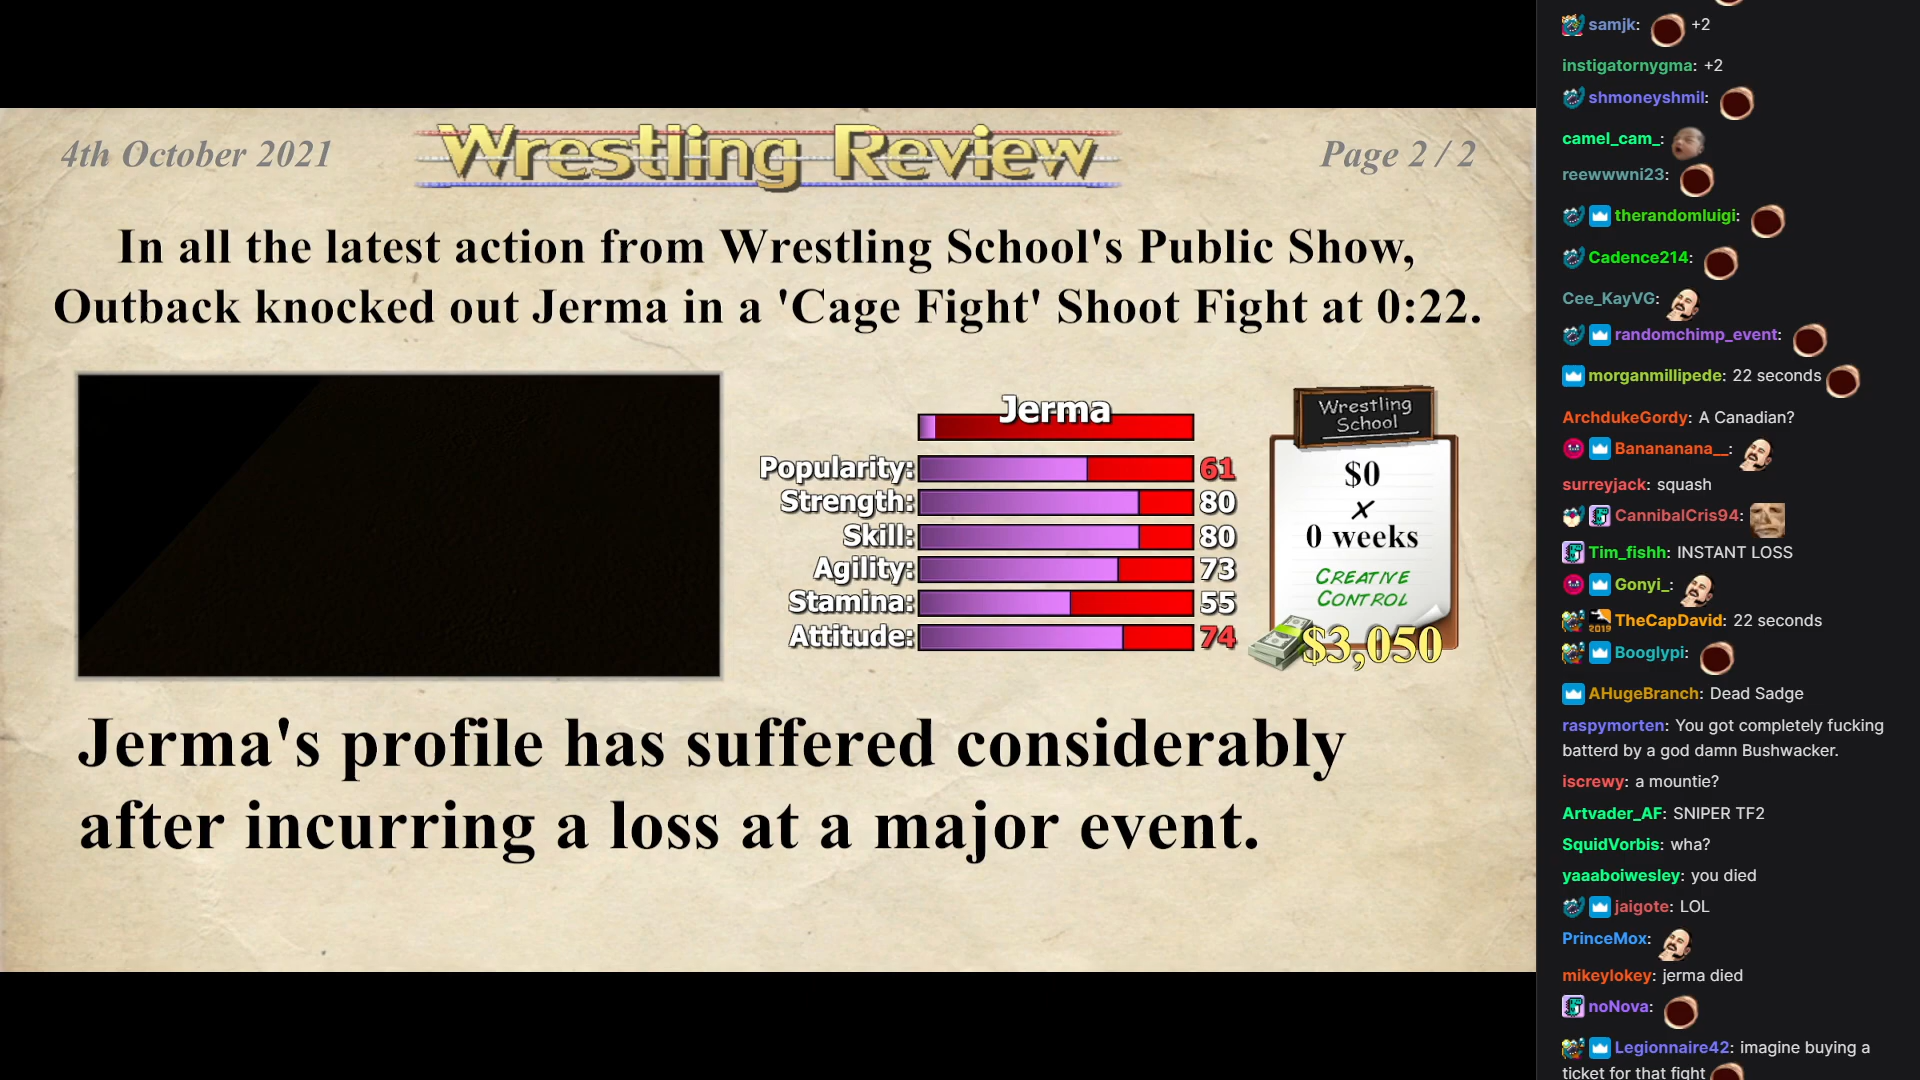 4th October 2021
Wrestling Review
Page 2 / 2
In all the latest action from Wrestling School's Public Show,
Outback knocked out Jerma in a 'Cage Fight' Shoot Fight at 0:22.
Jerma
Popularity: 61
Strength: 80
Skill: 80
Agility: 73
Stamina: 55
Attitude: 74
Wrestling
School
$0
x
0 weeks
CREATIVE
CONTROL
$3,050
Jerma's profile has suffered considerably
after incurring a loss at a major event.
samjk: +2
instigatornygma: +2
shmoneyshmil:
camel_cam_:
reewwwni23:
therandomluigi:
Cadence214:
Cee_KayVG:
randomchimp_event:
morganmillipede: 22 seconds
ArchdukeGordy: A Canadian?
Banananana__:
surreyjack: squash
CannibalCris94:
Tim_fishh: INSTANT LOSS
Gonyi_:
2019 TheCapDavid: 22 seconds
Booglypi:
AHugeBranch: Dead Sadge
raspymorten: You got completely fucking
batterd by a god damn Bushwacker.
iscrewy: a mountie?
Artvader_AF: SNIPER TF2
SquidVorbis: wha?
yaaaboiwesley: you died
jaigote: LOL
PrinceMox:
mikeylokey: jerma died
noNova:
Legionnaire42: imagine buying a
ticket for that fight